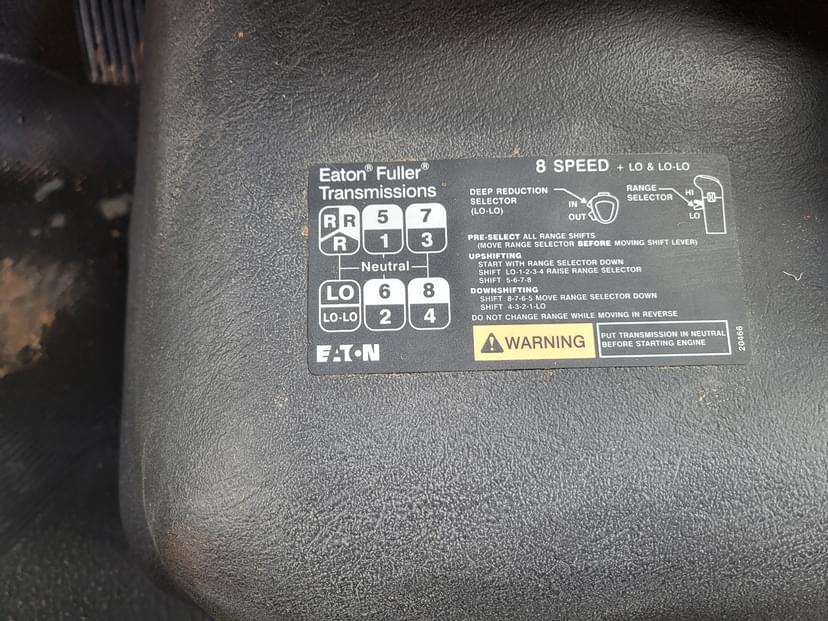 Eaton® Fuller®
Transmissions
8 SPEED + LO & LO-LO
R R
R
5
1
7
3
Neutral
LO
LO-LO
6
2
8
4
EATON
DEEP REDUCTION
SELECTOR
(LO-LO)
IN
OUT
RANGE
SELECTOR
HI
LO
PRE-SELECT ALL RANGE SHIFTS
(MOVE RANGE SELECTOR BEFORE MOVING SHIFT LEVER)
UPSHIFTING
START WITH RANGE SELECTOR DOWN
SHIFT LO-1-2-3-4 RAISE RANGE SELECTOR
SHIFT 5-6-7-8
DOWNSHIFTING
SHIFT 8-7-6-5 MOVE RANGE SELECTOR DOWN
SHIFT 4-3-2-1-LO
DO NOT CHANGE RANGE WHILE MOVING IN REVERSE
WARNING
PUT TRANSMISSION IN NEUTRAL
BEFORE STARTING ENGINE
20466